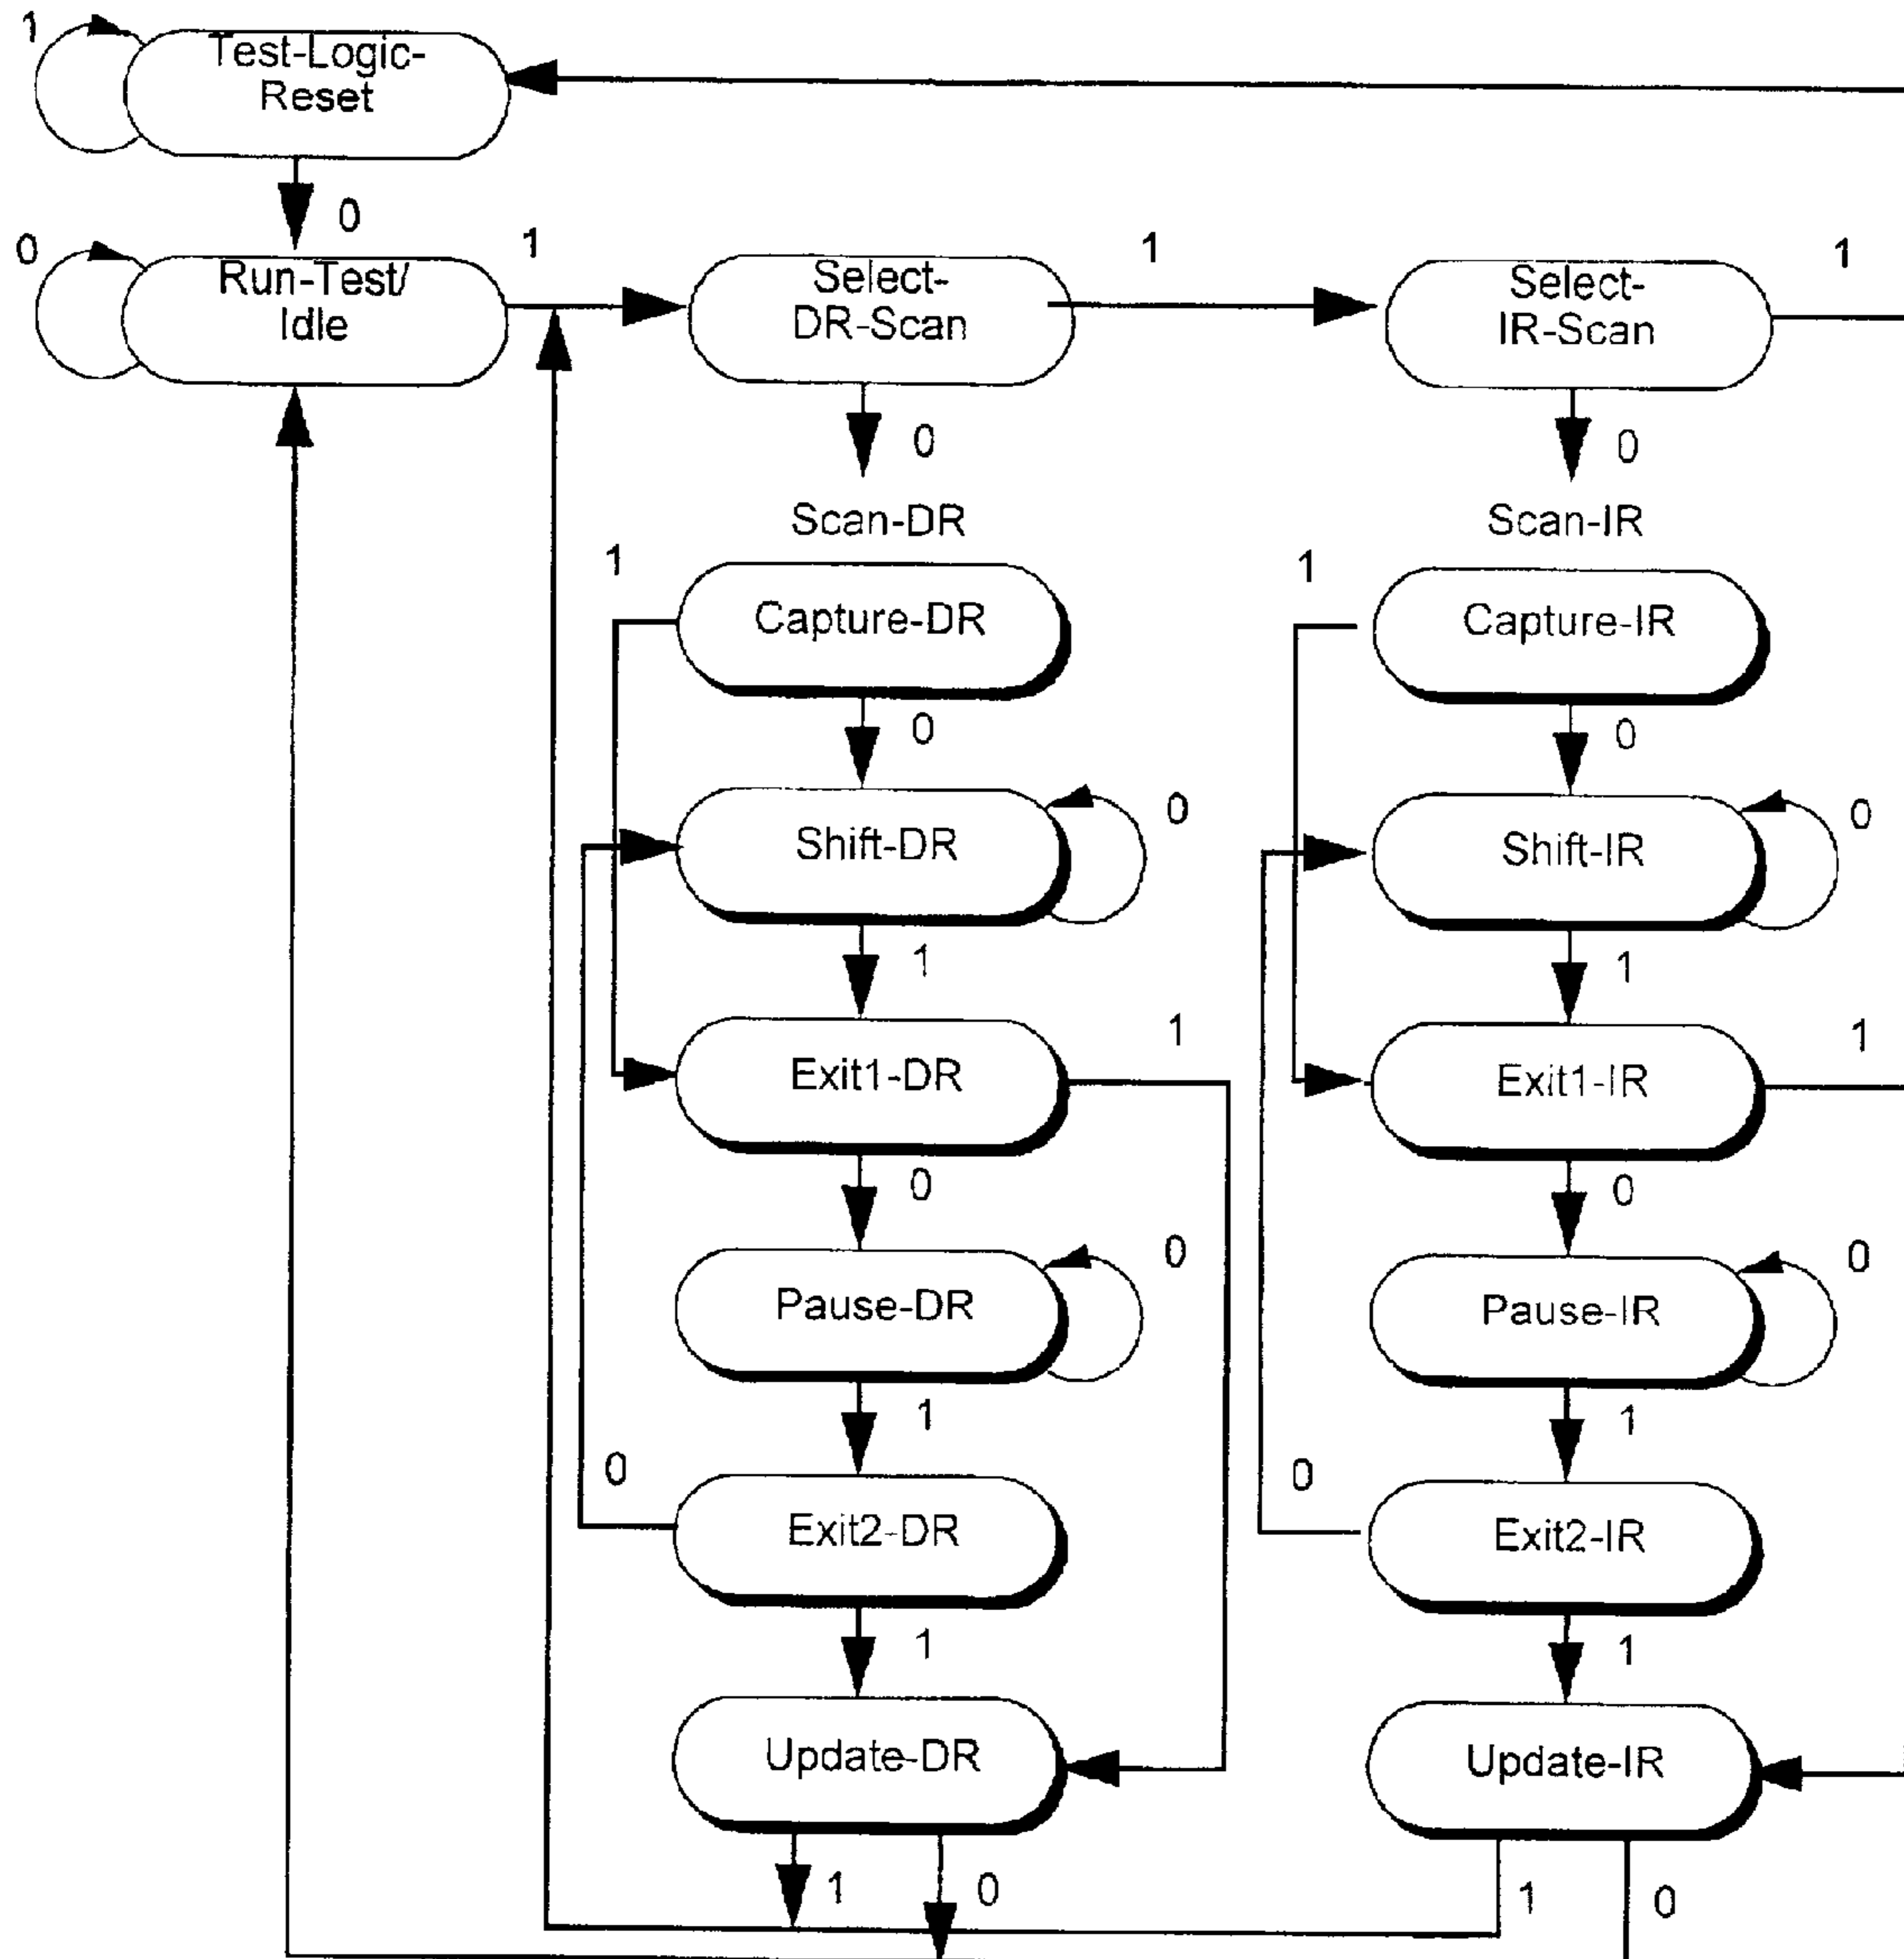 1
Test-Logic-
Reset
0
0
Run-Test/
Idle
1
Select-
DR-Scan
1
Select-
IR-Scan
1
0
0
Scan-DR
Scan-IR
1
Capture-DR
1
Capture-IR
0
0
Shift-DR
0
Shift-IR
0
1
1
Exit1-DR
1
Exit1-IR
1
0
0
Pause-DR
0
Pause-IR
0
1
1
0
Exit2-DR
0
Exit2-IR
1
1
Update-DR
Update-IR
1
0
1
0